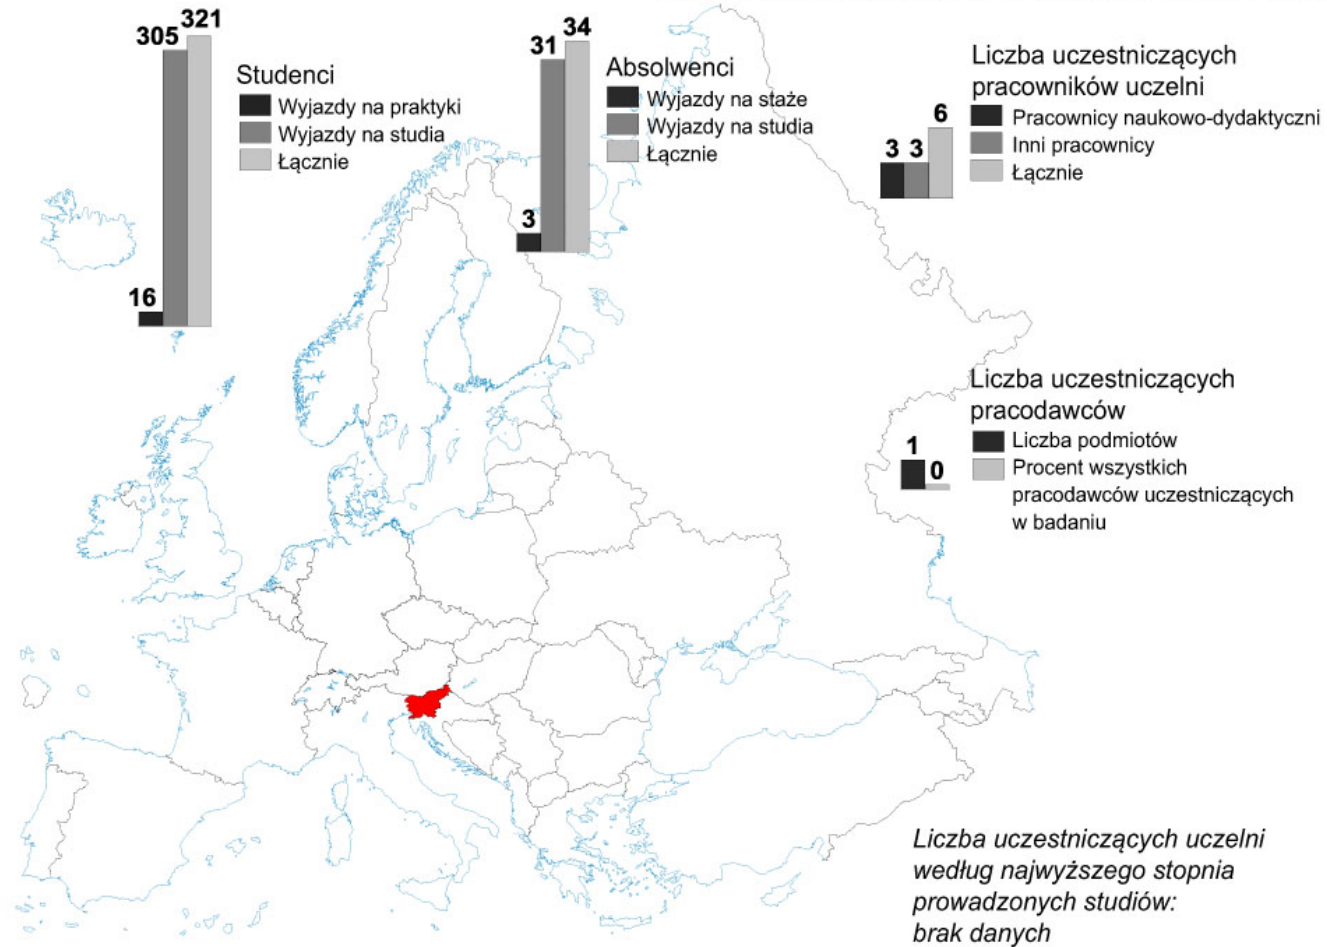 305
321
16
Studenci
Wyjazdy na praktyki
Wyjazdy na studia
Łącznie
31
34
3
Absolwenci
Wyjazdy na staże
Wyjazdy na studia
Łącznie
Liczba uczestniczących
pracowników uczelni
Pracownicy naukowo-dydaktyczni
Inni pracownicy
Łącznie
3 3 6
Liczba uczestniczących
pracodawców
Liczba podmiotów
Procent wszystkich
pracodawców uczestniczących
w badaniu
1
0
Liczba uczestniczących uczelni
według najwyższego stopnia
prowadzonych studiów:
brak danych